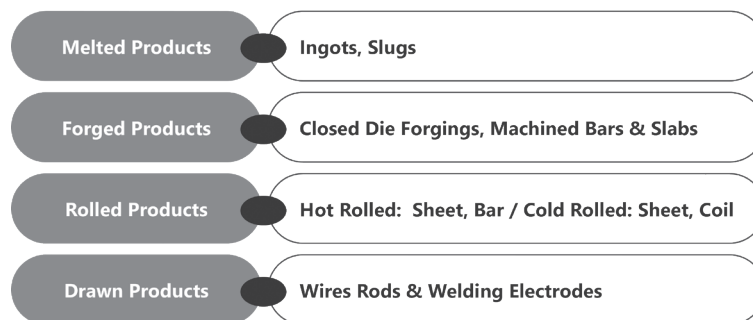 Melted Products
Ingots, Slugs
Forged Products
Closed Die Forgings, Machined Bars & Slabs
Rolled Products
Hot Rolled:  Sheet, Bar / Cold Rolled: Sheet, Coil
Drawn Products
Wires Rods & Welding Electrodes